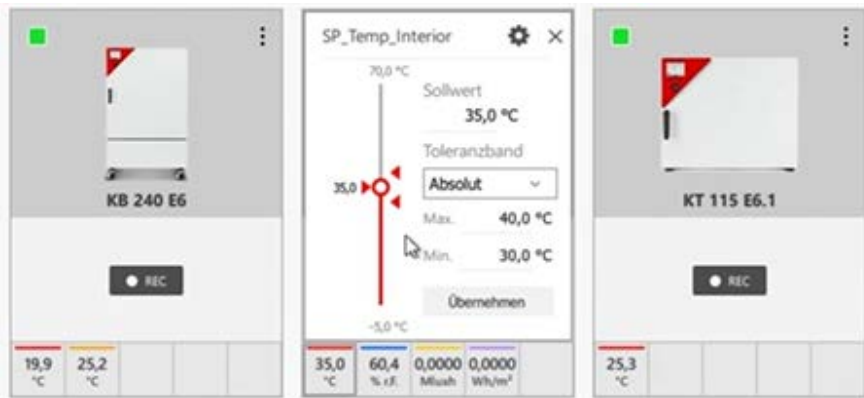 KB 240 E6
REC
19,9 25,2
°C °C
SP_Temp_Interior
70,0 °C
Sollwert
35,0 °C
Toleranzband
35,0
Absolut
Max. 40,0 °C
Min. 30,0 °C
Übernehmen
-5,0 °C
35,0 60,4 0,0000 0,0000
°C % r.F. Mluxh Wh/m²
KT 115 E6.1
REC
25,3
°C